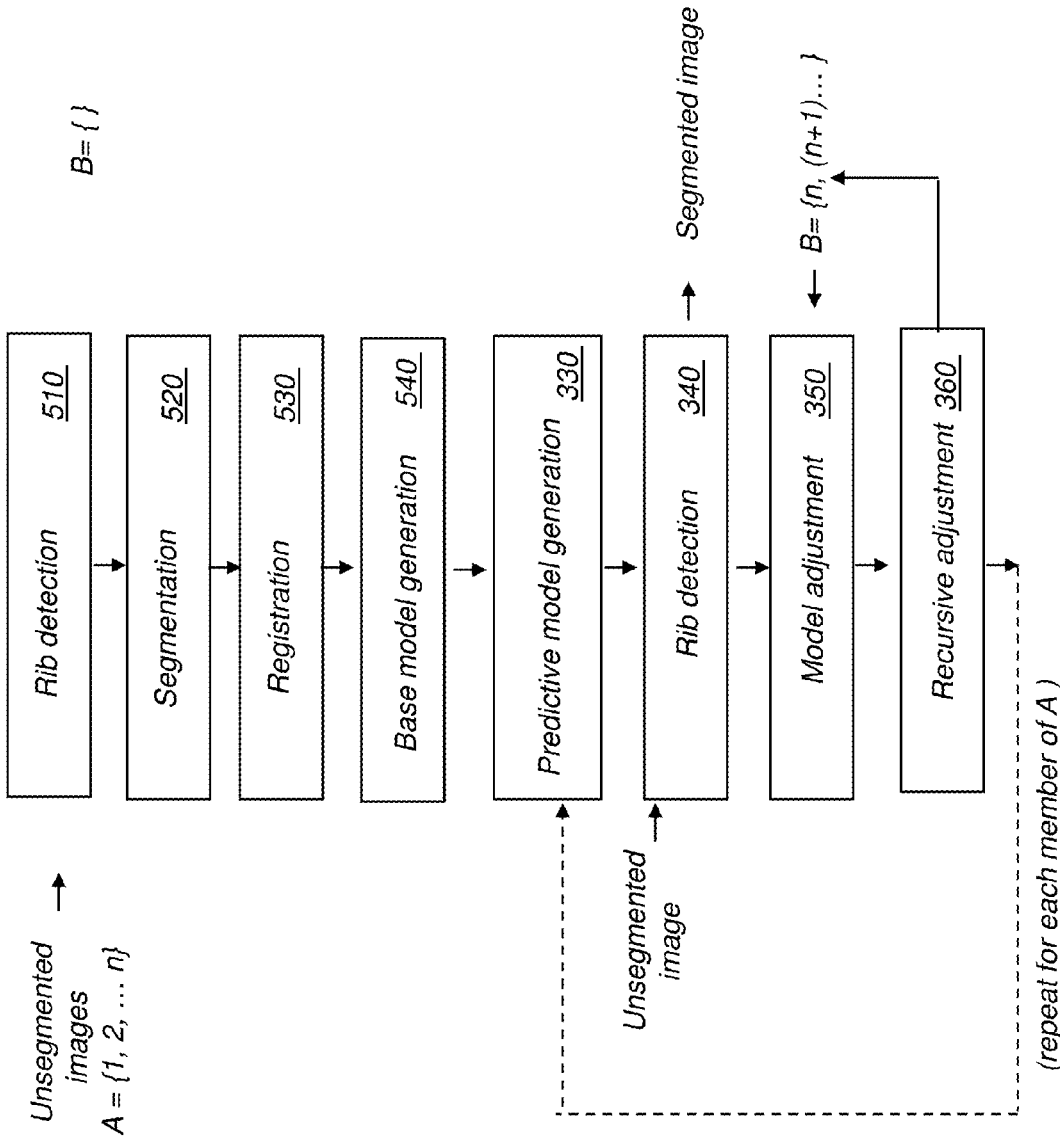 Unsegmented
images
A = {1, 2, ... n}
B= { }
Rib detection 510
Segmentation 520
Registration 530
Base model generation 540
Predictive model generation 330
Unsegmented
image
Rib detection 340
Segmented image
Model adjustment 350
B= {n, (n+1)... }
Recursive adjustment 360
(repeat for each member of A )